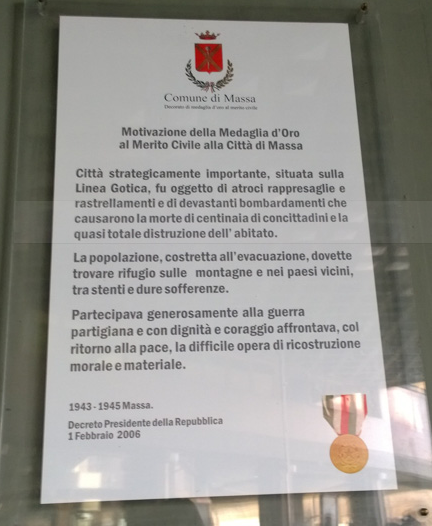 Comune di Massa
Decorato di medaglia d'oro al merito civile
Motivazione della Medaglia d'Oro
al Merito Civile alla Città di Massa
Città strategicamente importante, situata sulla
Linea Gotica, fu oggetto di atroci rappresaglie e
rastrellamenti e di devastanti bombardamenti che
causarono la morte di centinaia di concittadini e la
quasi totale distruzione dell' abitato.
La popolazione, costretta all'evacuazione, dovette
trovare rifugio sulle montagne e nei paesi vicini,
tra stenti e dure sofferenze.
Partecipava generosamente alla guerra
partigiana e con dignità e coraggio affrontava, col
ritorno alla pace, la difficile opera di ricostruzione
morale e materiale.
1943 - 1945 Massa.
Decreto Presidente della Repubblica
1 Febbraio 2006